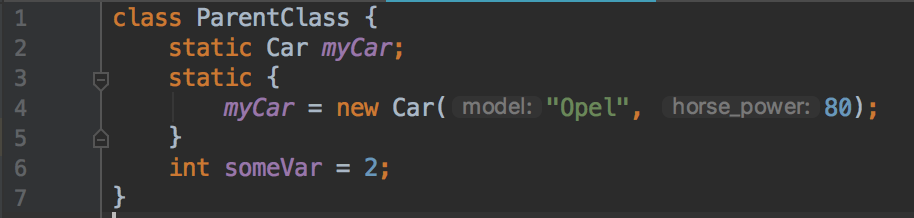 1 class ParentClass {
2 static Car myCar;
3 static {
4 myCar = new Car( model: "Opel", horse_power: 80);
5 }
6 int someVar = 2;
7 }